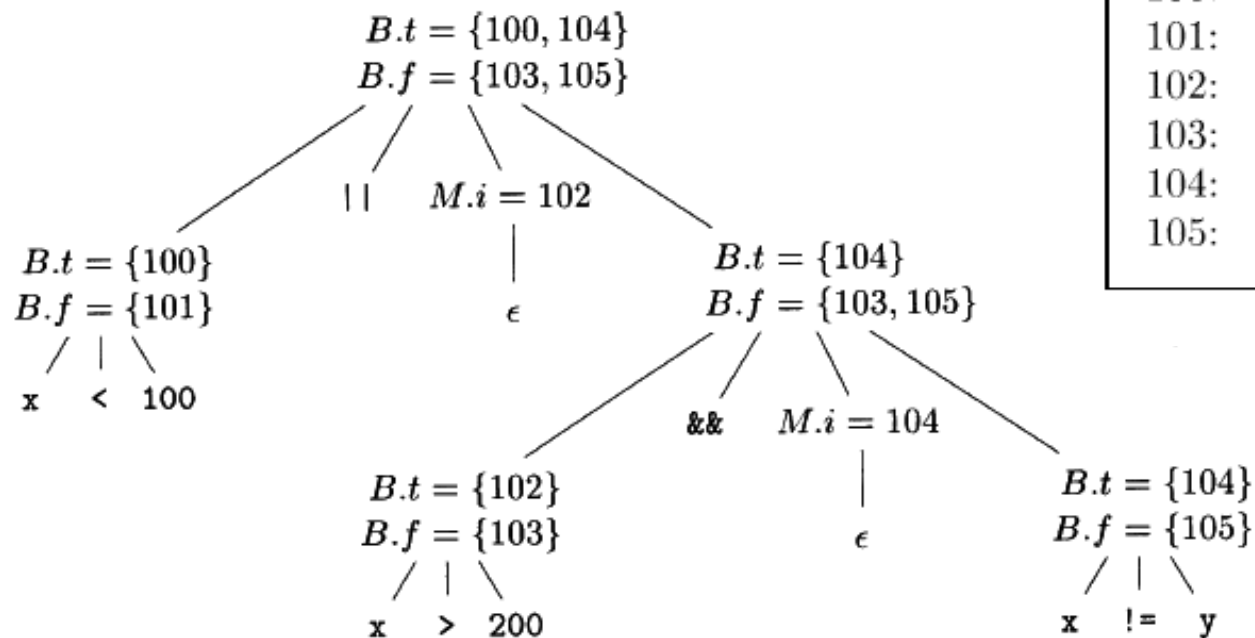 B.t = {100, 104}
B.f = {103, 105}
|| M.i = 102
B.t = {100}
B.f = {101}
ϵ
B.t = {104}
B.f = {103, 105}
x < 100
&& M.i = 104
B.t = {102}
B.f = {103}
ϵ
B.t = {104}
B.f = {105}
x > 200
x != y
101:
102:
103:
104:
105: